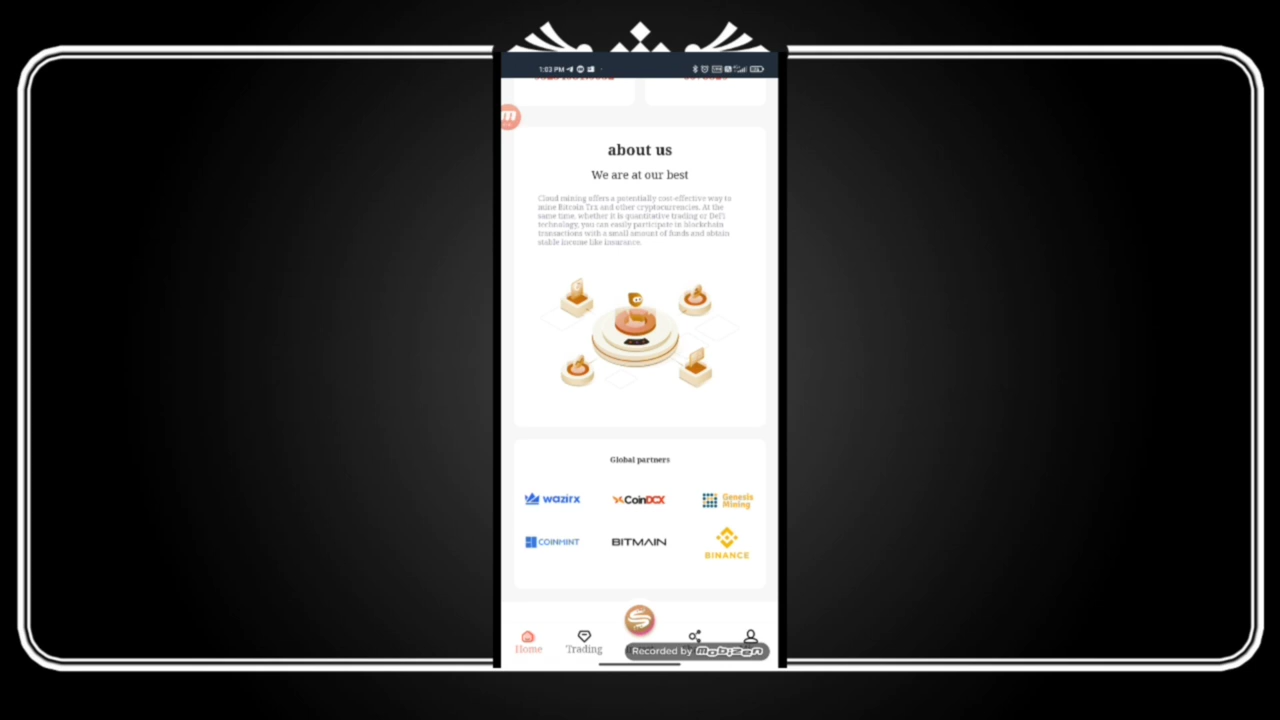 1:03 PM
about us
We are at our best
Cloud mining offers a potentially cost-effective way to
mine Bitcoin Trx and other cryptocurrencies. At the
same time, whether it is quantitative trading or DeFi
technology, you can easily participate in blockchain
transactions with a small amount of funds and obtain
stable income like insurance.
Global partners
wazirx CoinDCX Genesis Mining
COINMINT BITMAIN BINANCE
Home Trading
Recorded by mobizen